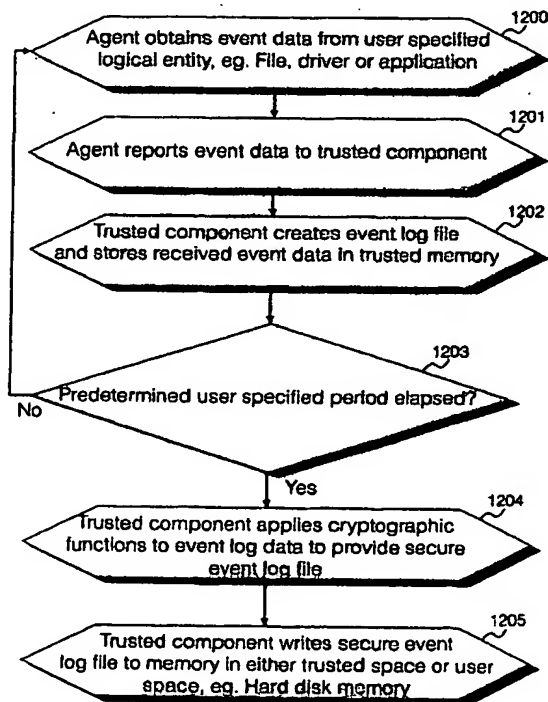 1200
Agent obtains event data from user specified
logical entity, eg. File, driver or application
1201
Agent reports event data to trusted component
1202
Trusted component creates event log file
and stores received event data in trusted memory
1203
Predetermined user specified period elapsed?
No
Yes
1204
Trusted component applies cryptographic
functions to event log data to provide secure
event log file
1205
Trusted component writes secure event
log file to memory in either trusted space or user
space, eg. Hard disk memory